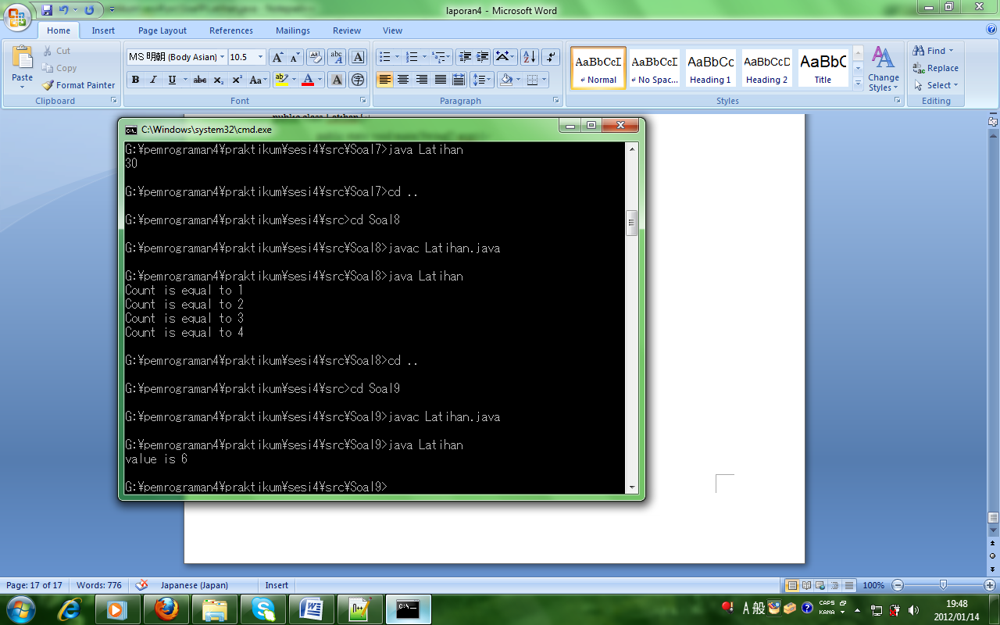 laporan4 - Microsoft Word
Home Insert Page Layout References Mailings Review View
Paste
Cut
Copy
Format Painter
Clipboard
MS 明朝 (Body Asian) 10.5
Font
Paragraph
AaBbCcD AaBbCcD AaBbCc AaBbCcD AaBbC
Normal No Spac... Heading 1 Heading 2 Title
Change Styles
Styles
Find
Replace
Select
Editing
public class Latihan{
C:\Windows\system32\cmd.exe
G:¥pemrograman4¥praktikum¥sesi4¥src¥Soal7>java Latihan
30
G:¥pemrograman4¥praktikum¥sesi4¥src¥Soal7>cd ..
G:¥pemrograman4¥praktikum¥sesi4¥src>cd Soal8
G:¥pemrograman4¥praktikum¥sesi4¥src¥Soal8>javac Latihan.java
G:¥pemrograman4¥praktikum¥sesi4¥src¥Soal8>java Latihan
Count is equal to 1
Count is equal to 2
Count is equal to 3
Count is equal to 4
G:¥pemrograman4¥praktikum¥sesi4¥src¥Soal8>cd ..
G:¥pemrograman4¥praktikum¥sesi4¥src>cd Soal9
G:¥pemrograman4¥praktikum¥sesi4¥src¥Soal9>javac Latihan.java
G:¥pemrograman4¥praktikum¥sesi4¥src¥Soal9>java Latihan
value is 6
G:¥pemrograman4¥praktikum¥sesi4¥src¥Soal9>
Page: 17 of 17 Words: 776 Japanese (Japan) Insert 100%
A 般 CAPS KANA
19:48
2012/01/14